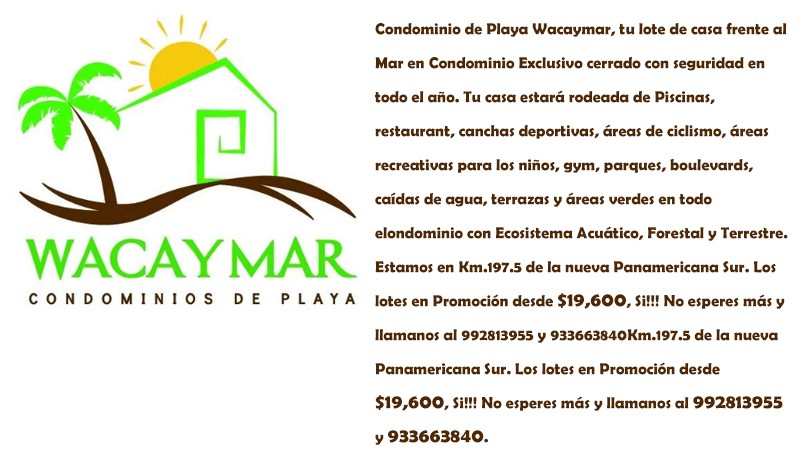 WACAYMAR
CONDOMINIOS DE PLAYA
Condominio de Playa Wacaymar, tu lote de casa frente al
Mar en Condominio Exclusivo cerrado con seguridad en
todo el año. Tu casa estará rodeada de Piscinas,
restaurant, canchas deportivas, áreas de ciclismo, áreas
recreativas para los niños, gym, parques, boulevards,
caídas de agua, terrazas y áreas verdes en todo
elondominio con Ecosistema Acuático, Forestal y Terrestre.
Estamos en Km.197.5 de la nueva Panamericana Sur. Los
lotes en Promoción desde $19,600, Si!!! No esperes más y
llamanos al 992813955 y 933663840Km.197.5 de la nueva
Panamericana Sur. Los lotes en Promoción desde
$19,600, Si!!! No esperes más y llamanos al 992813955
y 933663840.